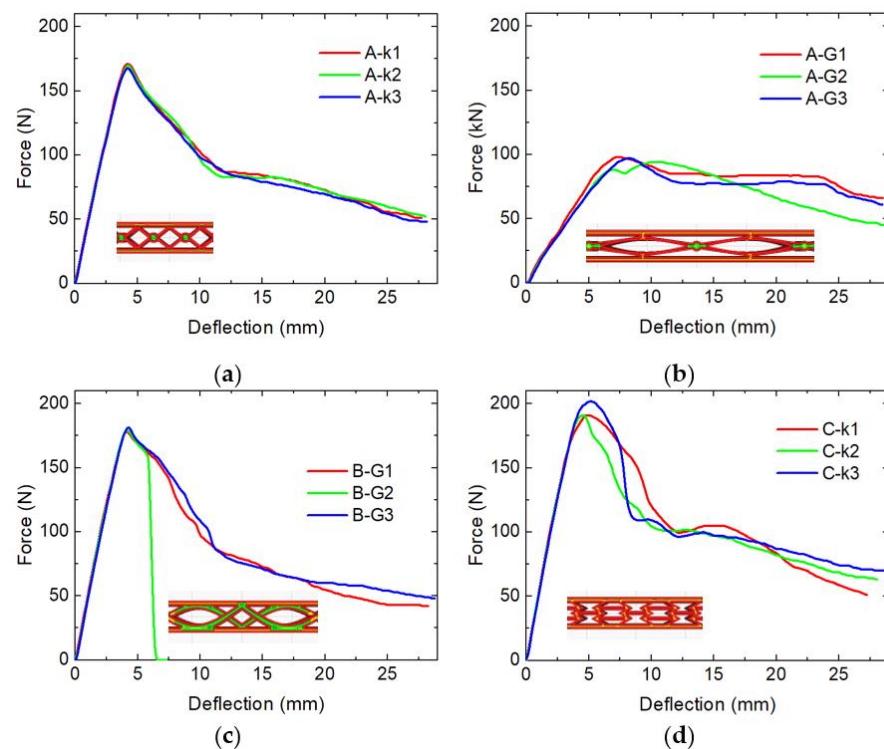 200
150
100
50
0
Force (N)
A-k1
A-k2
A-k3
0 5 10 15 20 25
Deflection (mm)
(a)
200
150
100
50
0
Force (kN)
A-G1
A-G2
A-G3
0 5 10 15 20 25
Deflection (mm)
(b)
200
150
100
50
0
Force (N)
B-G1
B-G2
B-G3
0 5 10 15 20 25
Deflection (mm)
(c)
200
150
100
50
0
Force (N)
C-k1
C-k2
C-k3
0 5 10 15 20 25
Deflection (mm)
(d)